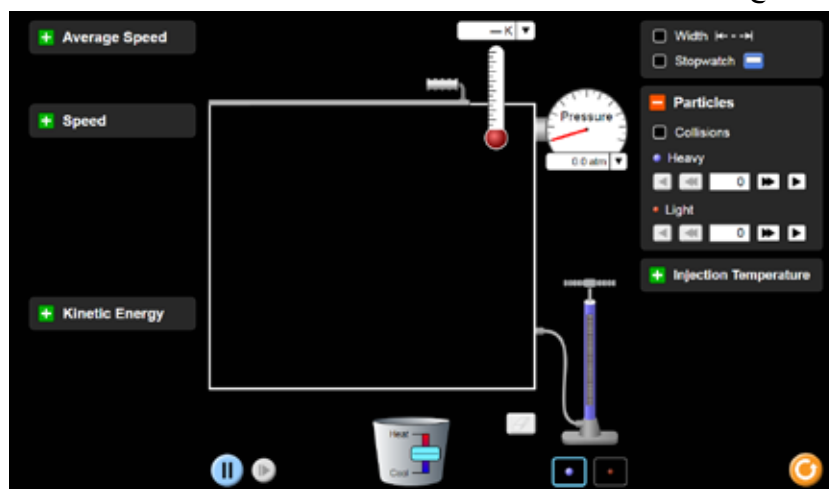 Average Speed
Speed
Kinetic Energy
— K
Pressure
0.0 atm
Heat
Cool
Width
Stopwatch
Particles
Collisions
Heavy
0
Light
0
Injection Temperature